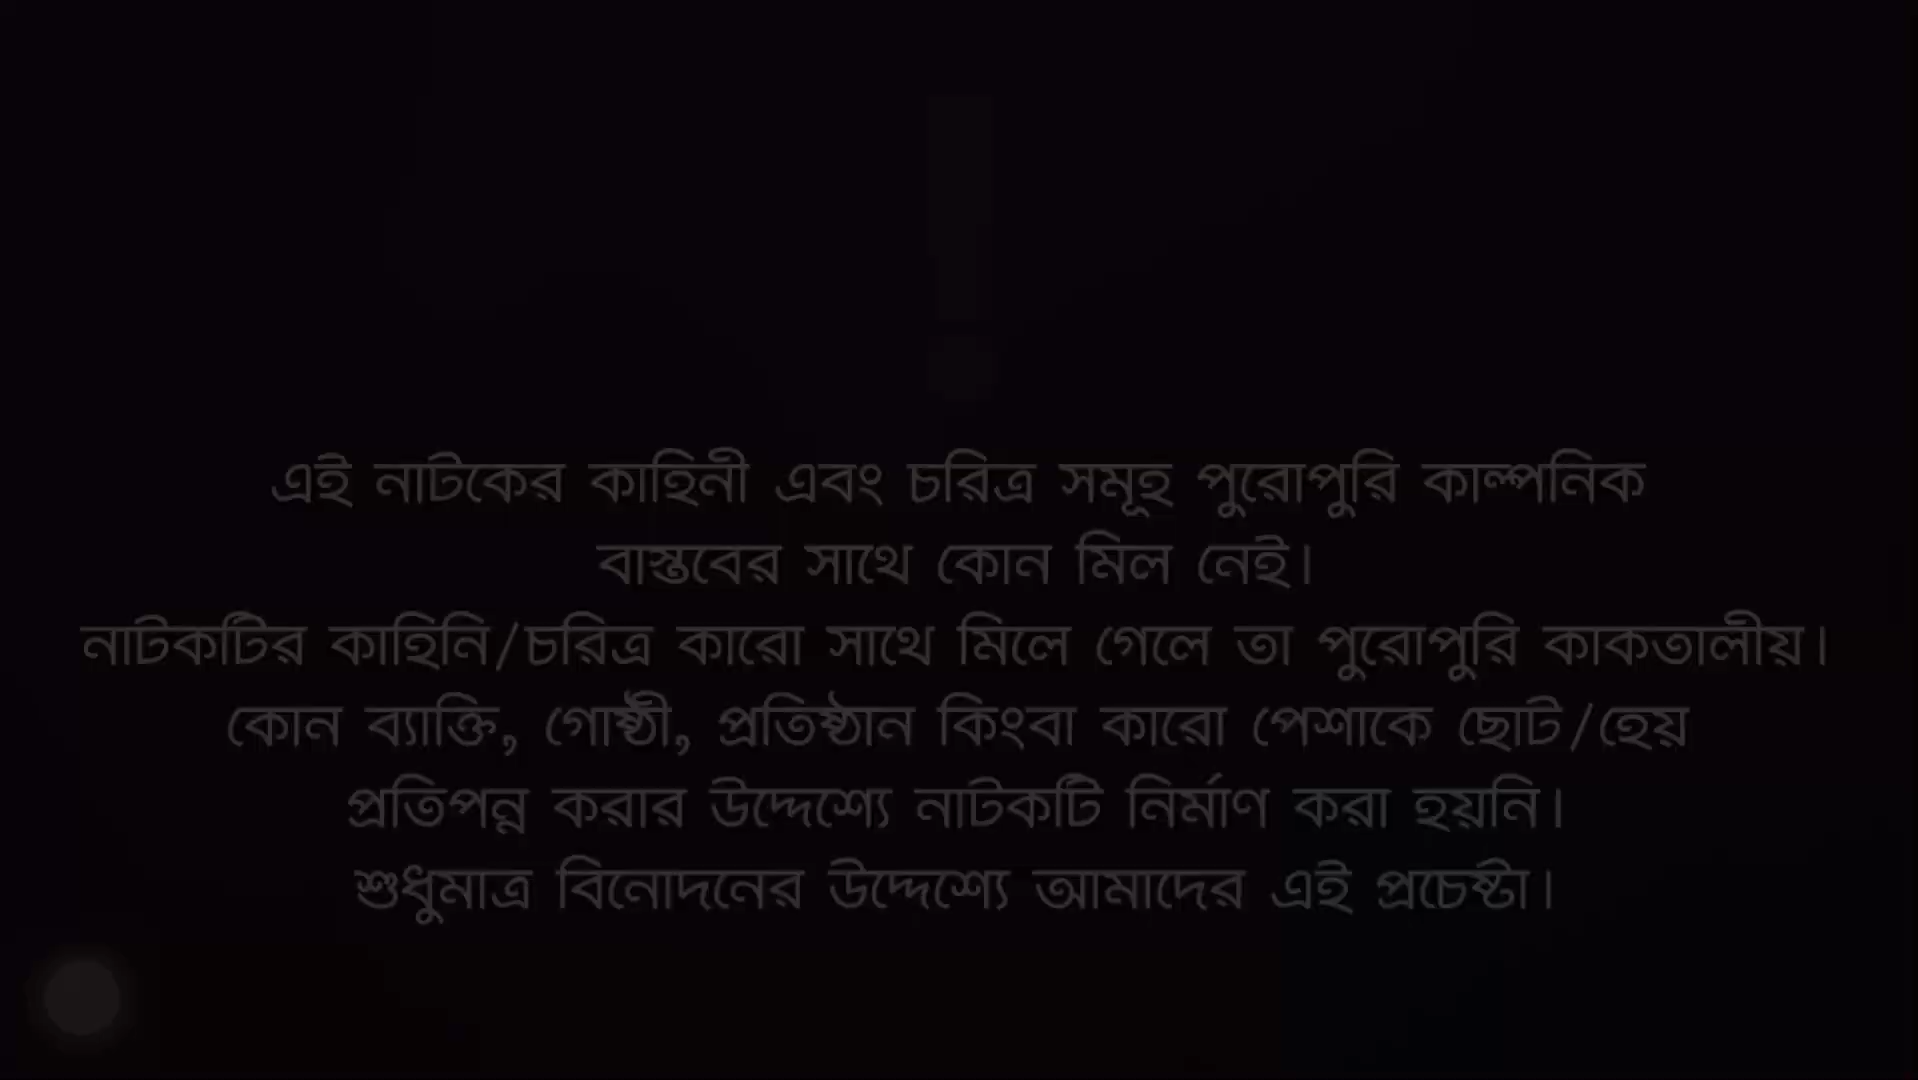 এই নাটকের কাহিনী এবং চরিত্র সমূহ পুরোপুরি কাল্পনিক
বাস্তবের সাথে কোন মিল নেই।
নাটকটির কাহিনি/চরিত্র কারো সাথে মিলে গেলে তা পুরোপুরি কাকতালীয়।
কোন ব্যাক্তি, গোষ্ঠী, প্রতিষ্ঠান কিংবা কারো পেশাকে ছোট/হেয়
প্রতিপন্ন করার উদ্দেশ্যে নাটকটি নির্মাণ করা হয়নি।
শুধুমাত্র বিনোদনের উদ্দেশ্যে আমাদের এই প্রচেষ্টা।